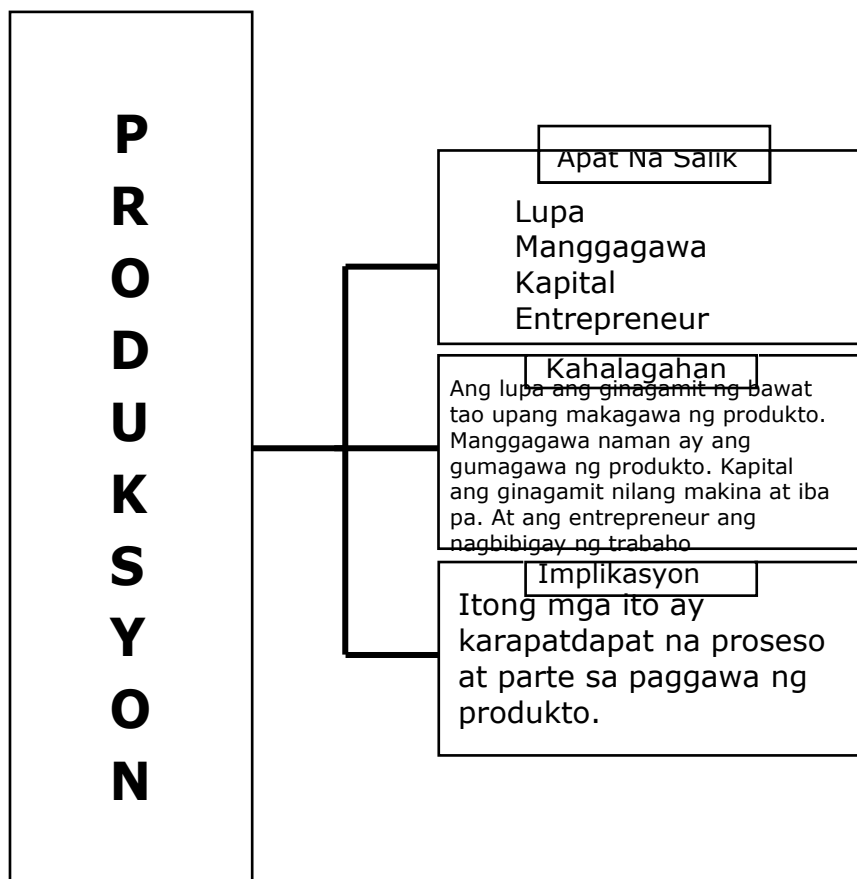 PRODUKSYON
Apat Na Salik
Lupa
Manggagawa
Kapital
Entrepreneur
Kahalagahan
Ang lupa ang ginagamit ng bawat
tao upang makagawa ng produkto.
Manggagawa naman ay ang
gumagawa ng produkto. Kapital
ang ginagamit nilang makina at iba
pa. At ang entrepreneur ang
nagbibigay ng trabaho
Implikasyon
Itong mga ito ay
karapatdapat na proseso
at parte sa paggawa ng
produkto.